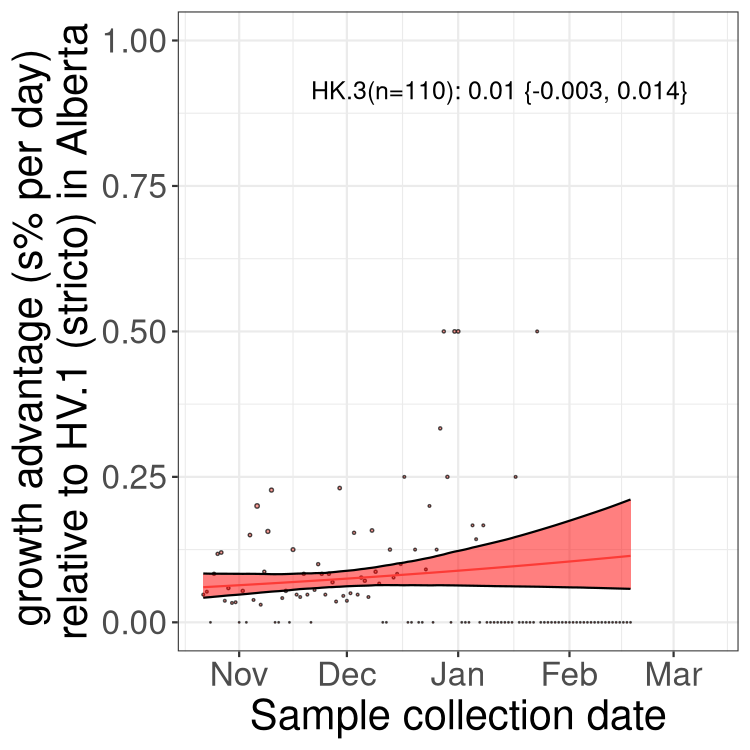 growth advantage (s% per day)
relative to HV.1 (stricto) in Alberta
1.00
0.75
0.50
0.25
0.00
HK.3(n=110): 0.01 {-0.003, 0.014}
Nov Dec Jan Feb Mar
Sample collection date